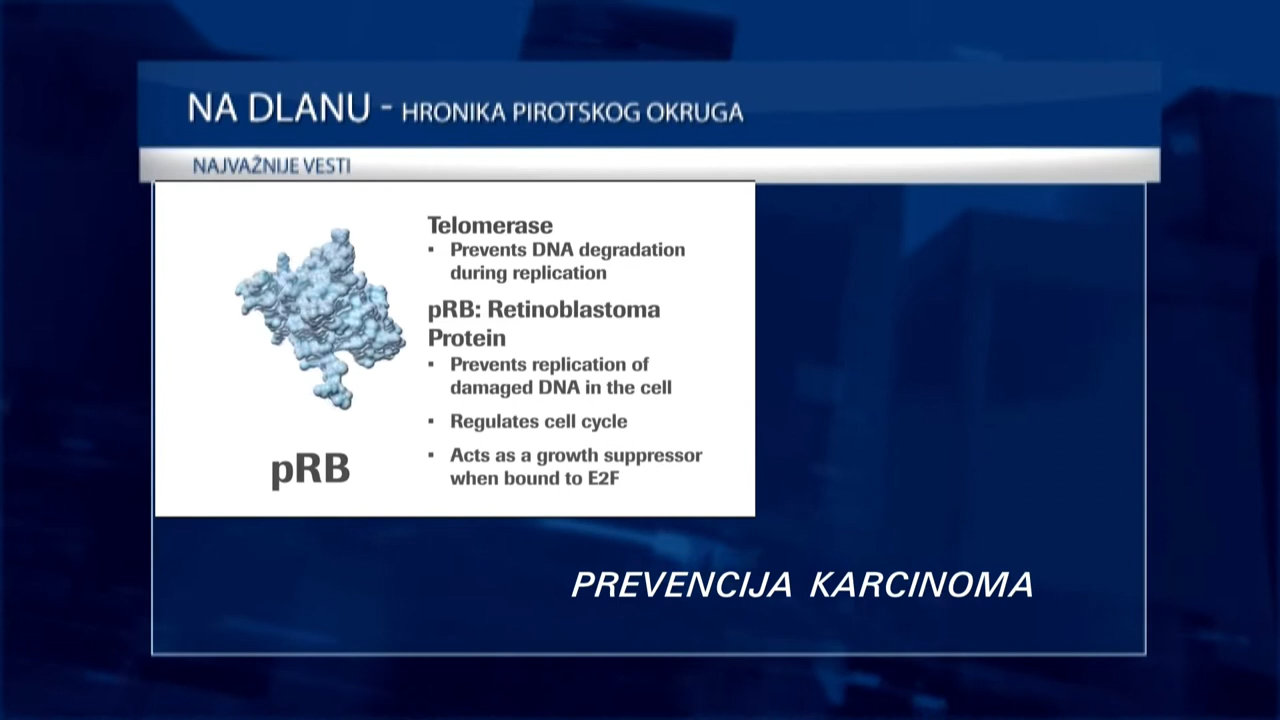 NA DLANU - HRONIKA PIROTSKOG OKRUGA
NAJVAŽNIJE VESTI
Telomerase
▪ Prevents DNA degradation
during replication
pRB: Retinoblastoma
Protein
▪ Prevents replication of
damaged DNA in the cell
▪ Regulates cell cycle
▪ Acts as a growth suppressor
when bound to E2F
pRB
PREVENCIJA KARCINOMA